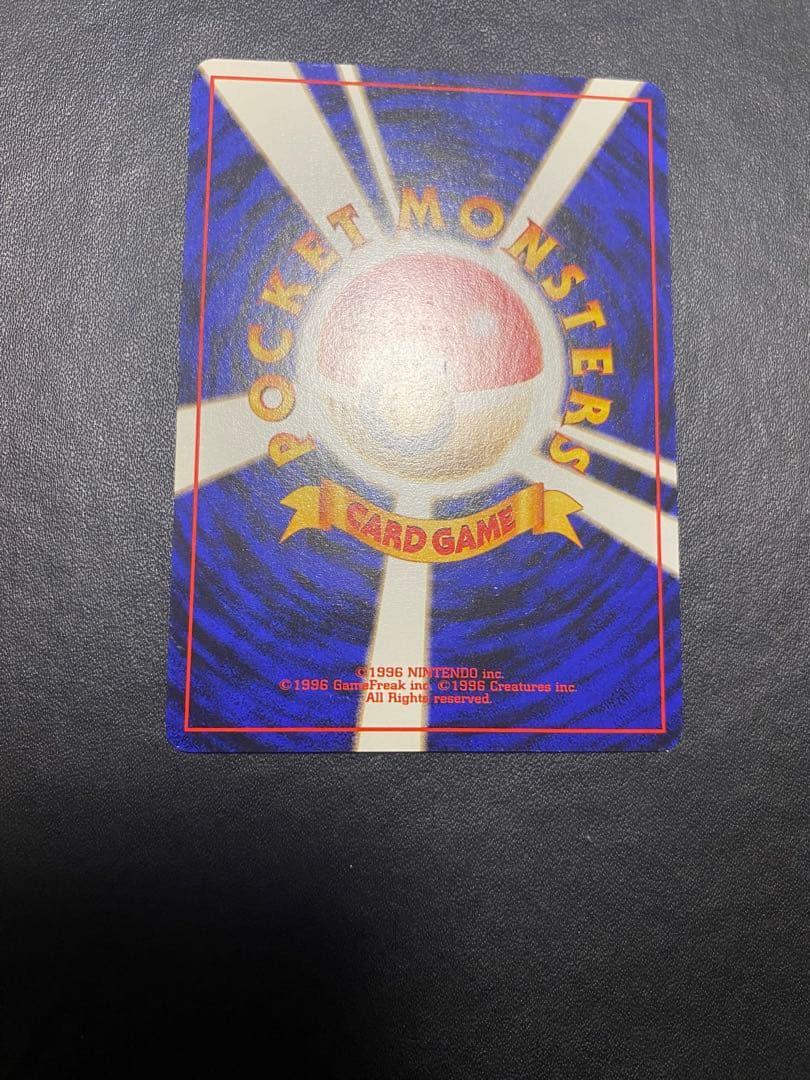 POCKET MONSTERS
CARD GAME
©1996 NINTENDO inc.
©1996 GameFreak inc. ©1996 Creatures inc.
All Rights reserved.